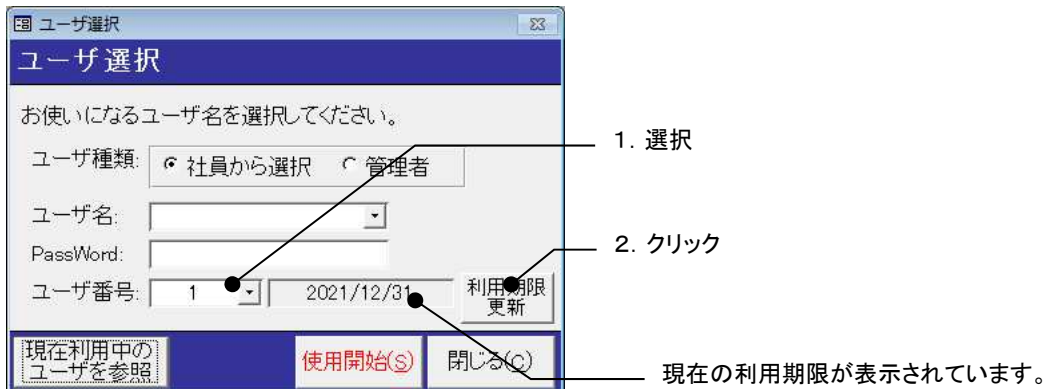 ユーザ選択
ユーザ選択
お使いになるユーザ名を選択してください。
ユーザ種類: 社員から選択 管理者
1．選択
ユーザ名:
PassWord:
2．クリック
ユーザ番号: 1 2021/12/31 利用期限
更新
現在利用中の
ユーザを参照
使用開始(S) 閉じる(C)
現在の利用期限が表示されています。